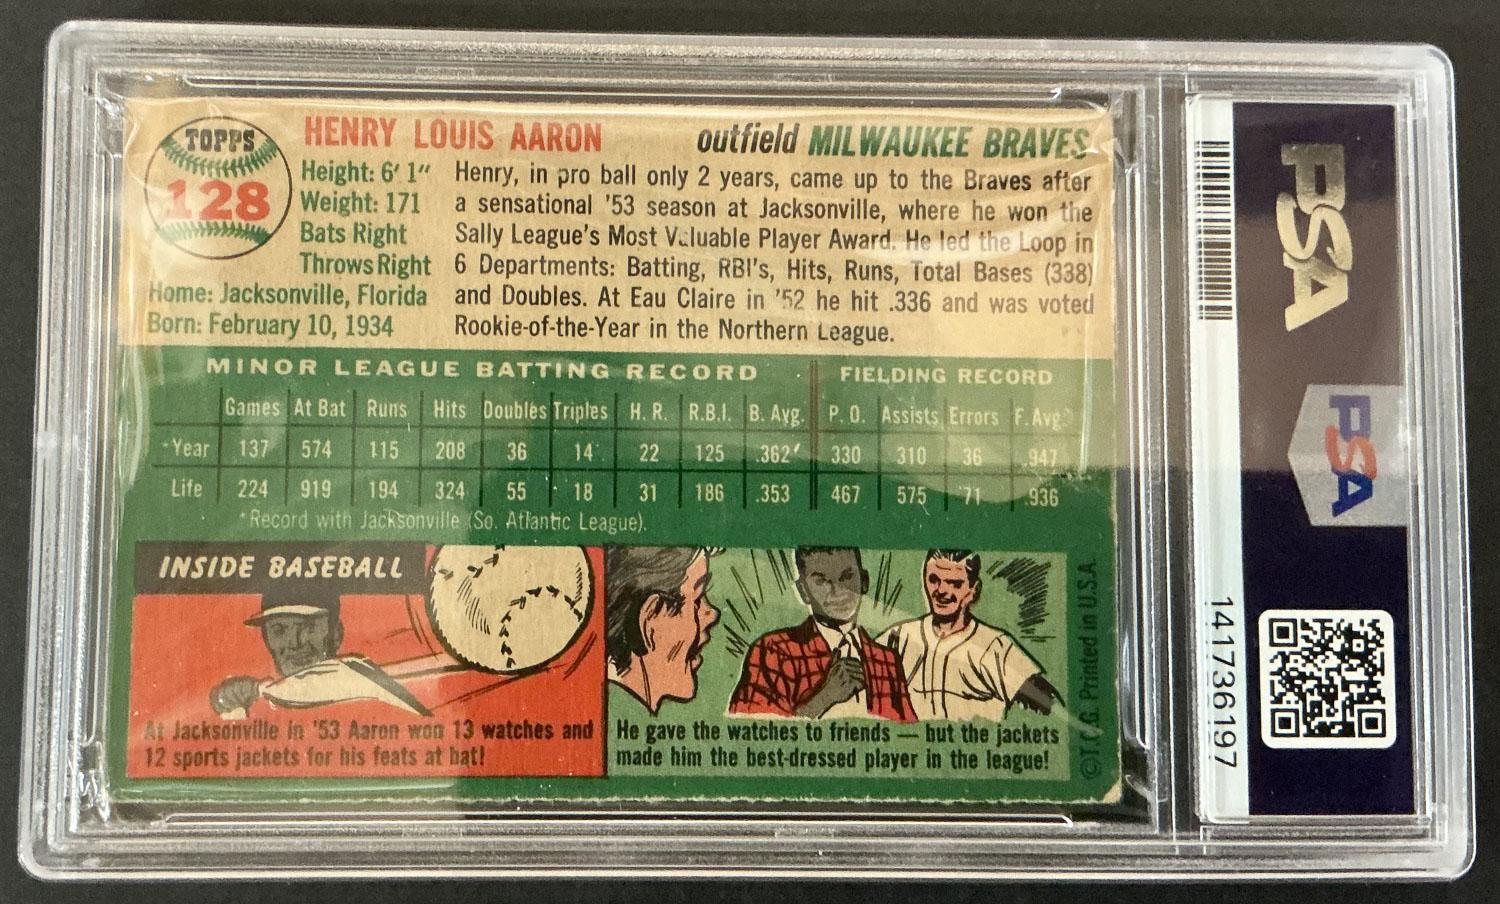 TOPPS
128
HENRY LOUIS AARON
outfield MILWAUKEE BRAVES
Height: 6' 1"
Weight: 171
Bats Right
Throws Right
Home: Jacksonville, Florida
Born: February 10, 1934
Henry, in pro ball only 2 years, came up to the Braves after
a sensational '53 season at Jacksonville, where he won the
Sally League's Most Valuable Player Award. He led the Loop in
6 Departments: Batting, RBI's, Hits, Runs, Total Bases (338)
and Doubles. At Eau Claire in '52 he hit .336 and was voted
Rookie-of-the-Year in the Northern League.
MINOR LEAGUE BATTING RECORD FIELDING RECORD
Games At Bat Runs Hits Doubles Triples H. R. R.B.I. B. Avg. P. O. Assists Errors F. Avg.
*Year 137 574 115 208 36 14 22 125 .362 330 310 36 .947
Life 224 919 194 324 55 18 31 186 .353 467 575 71 .936
*Record with Jacksonville (So. Atlantic League).
INSIDE BASEBALL
At Jacksonville in '53 Aaron won 13 watches and
12 sports jackets for his feats at bat!
He gave the watches to friends — but the jackets
made him the best-dressed player in the league!
© T.C.G. Printed in U.S.A.
PSA
PSA
141736197